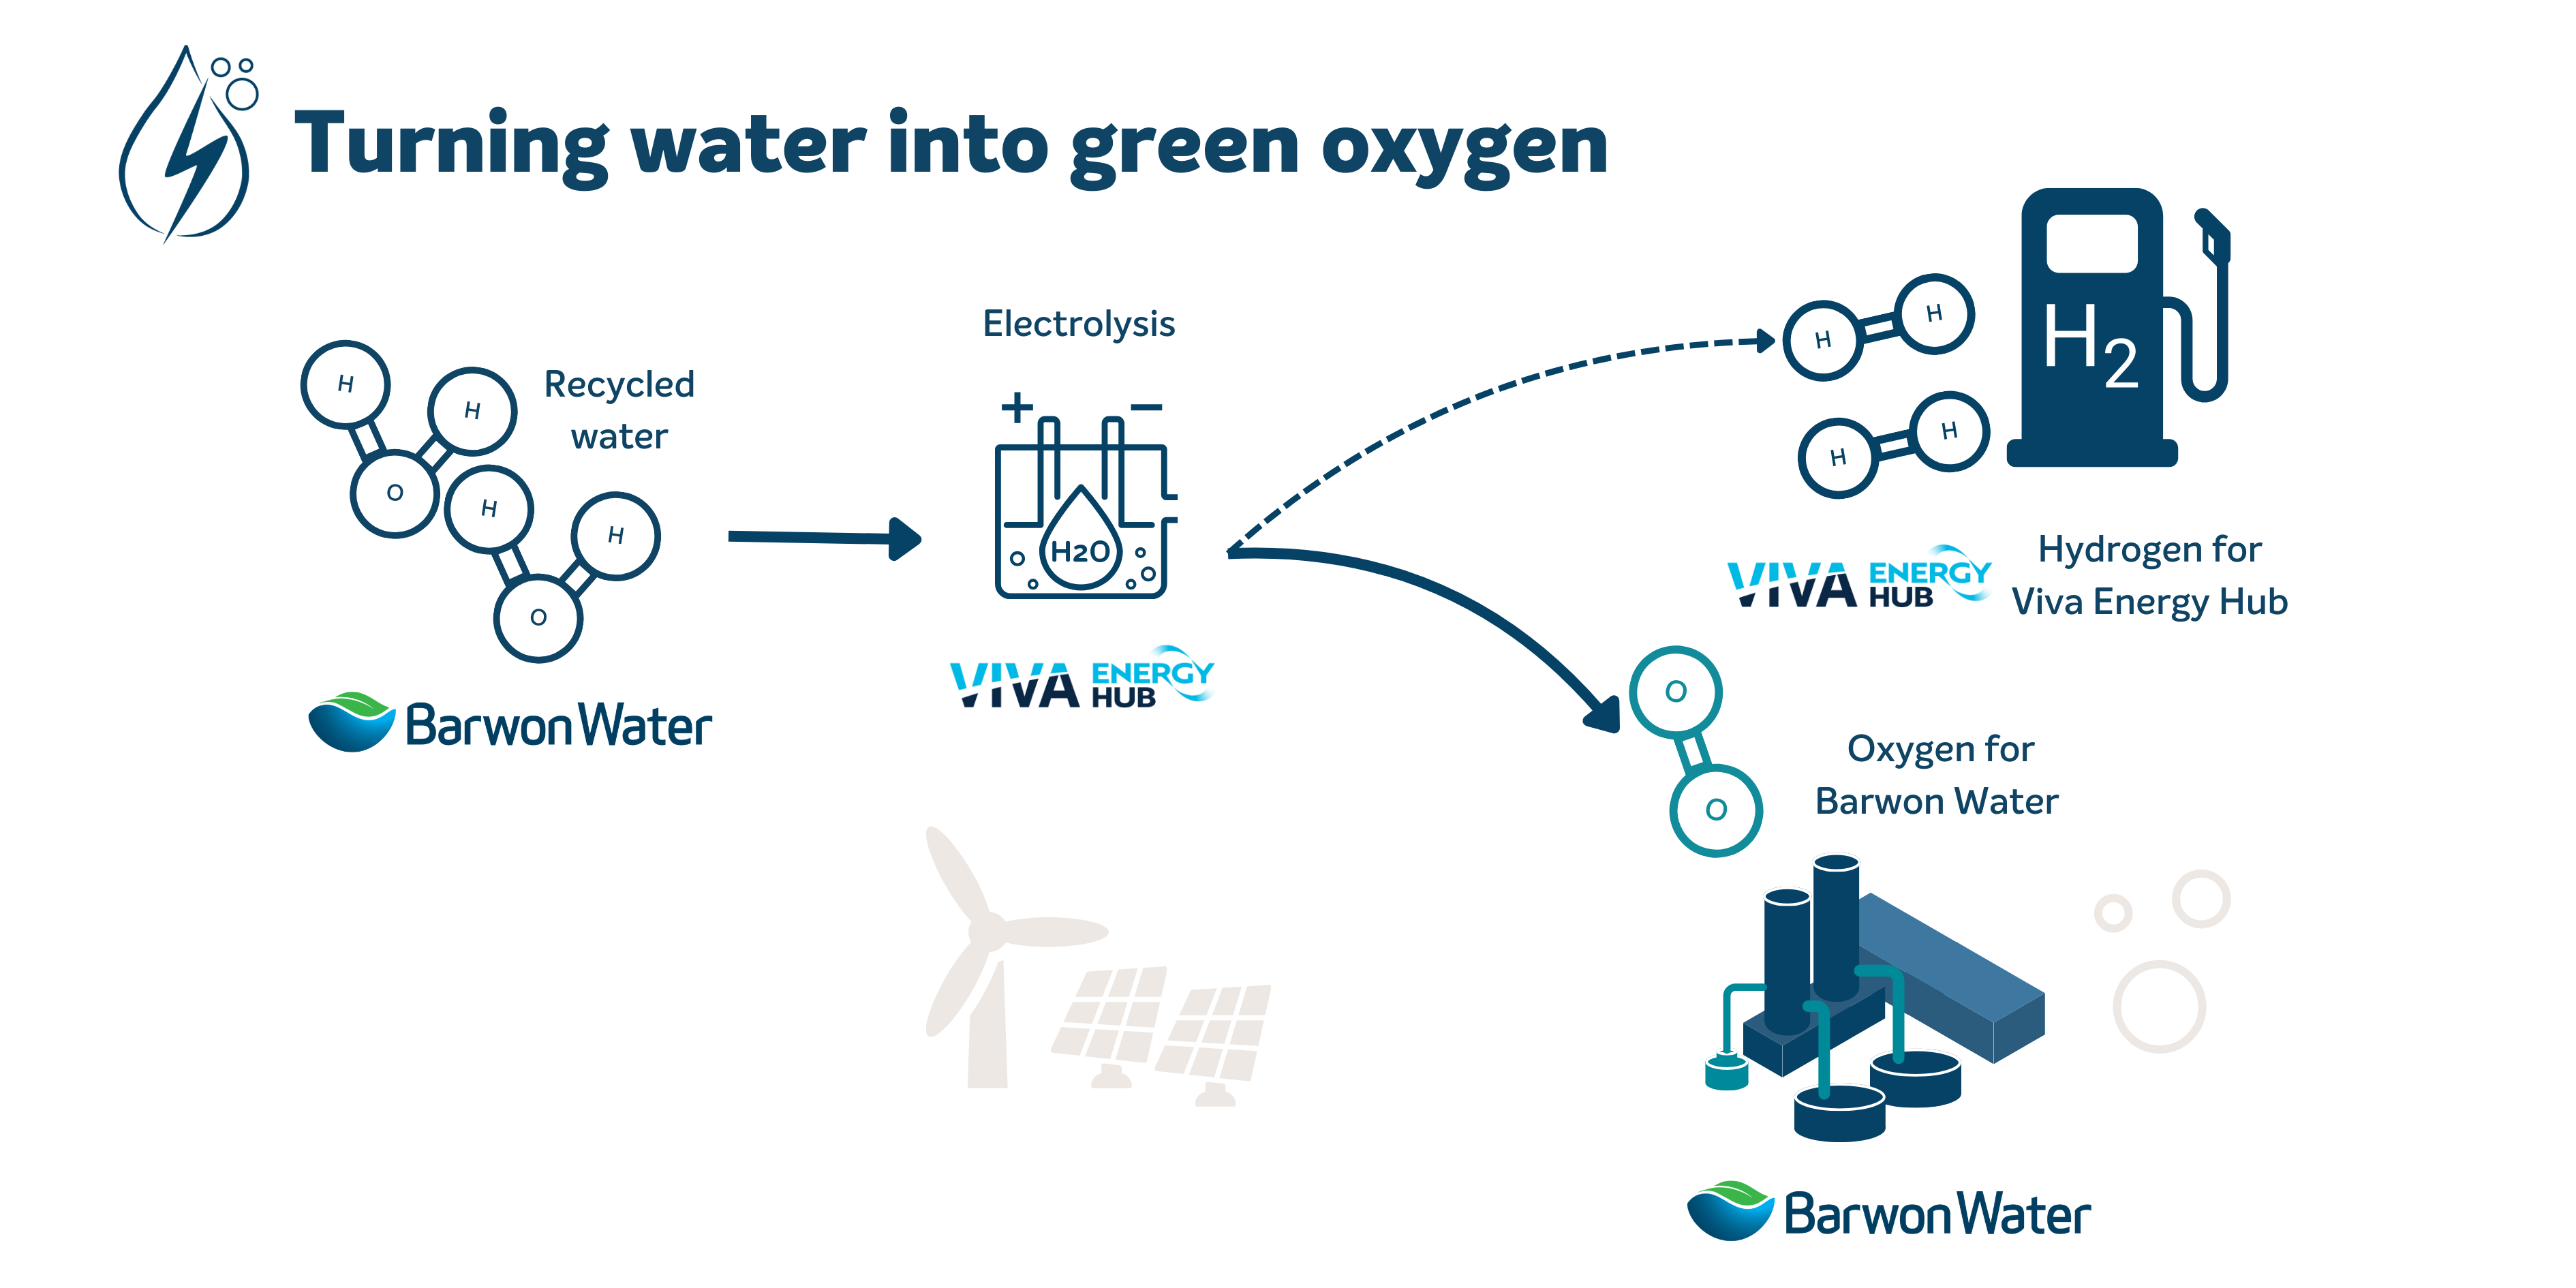 Turning water into green oxygen
H
H
O
Recycled
water
H
H
O
Barwon Water
Electrolysis
+ −
H2O
VIVA ENERGY
HUB
H
H
H
H
H2
VIVA ENERGY
HUB
Hydrogen for
Viva Energy Hub
O
O
Oxygen for
Barwon Water
Barwon Water